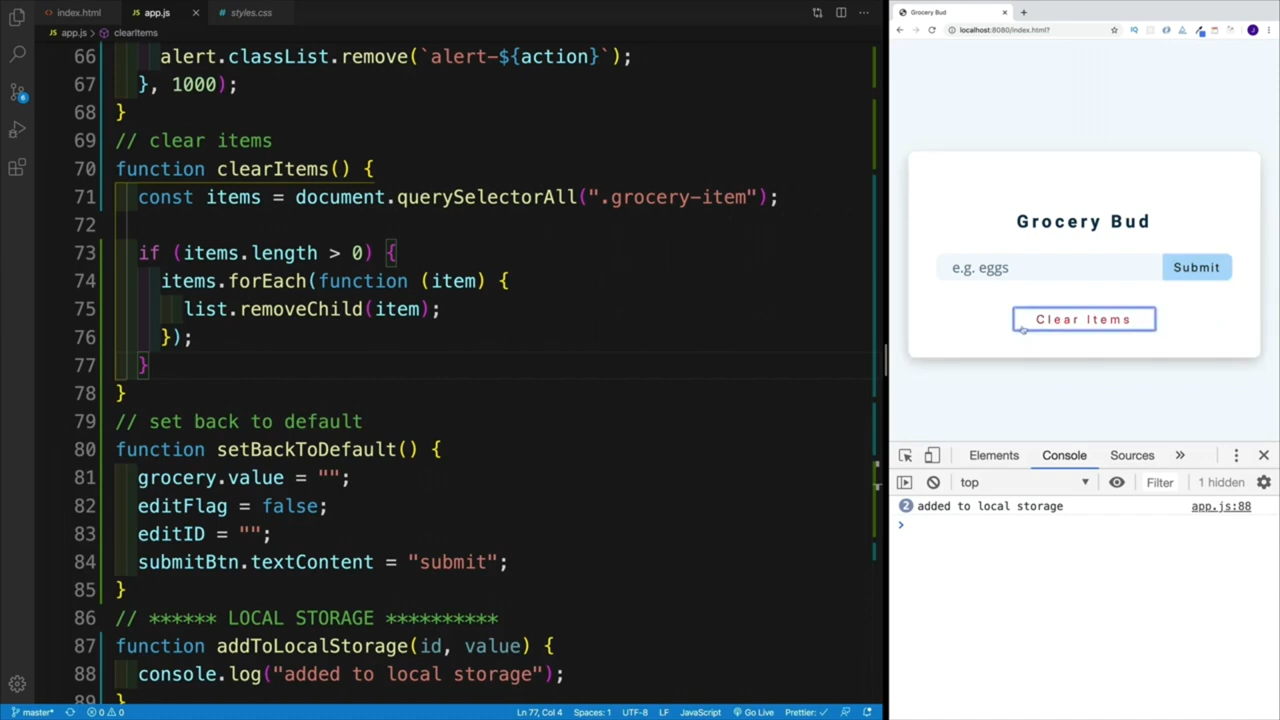 index.html
app.js
styles.css
app.js > clearItems
66 alert.classList.remove(`alert-${action}`);
67 }, 1000);
68 }
69 // clear items
70 function clearItems() {
71 const items = document.querySelectorAll(".grocery-item");
72
73 if (items.length > 0) {
74 items.forEach(function (item) {
75 list.removeChild(item);
76 });
77 }
78 }
79 // set back to default
80 function setBackToDefault() {
81 grocery.value = "";
82 editFlag = false;
83 editID = "";
84 submitBtn.textContent = "submit";
85 }
86 // ****** LOCAL STORAGE **********
87 function addToLocalStorage(id, value) {
88 console.log("added to local storage");
89 }
6
master*
0 0
Ln 77, Col 4
Spaces: 1
UTF-8
LF
JavaScript
Go Live
Prettier: ✓
Grocery Bud
localhost:8080/index.html?
J
Grocery Bud
e.g. eggs
Submit
Clear Items
Elements
Console
Sources
»
top
Filter
1 hidden
2 added to local storage app.js:88
>